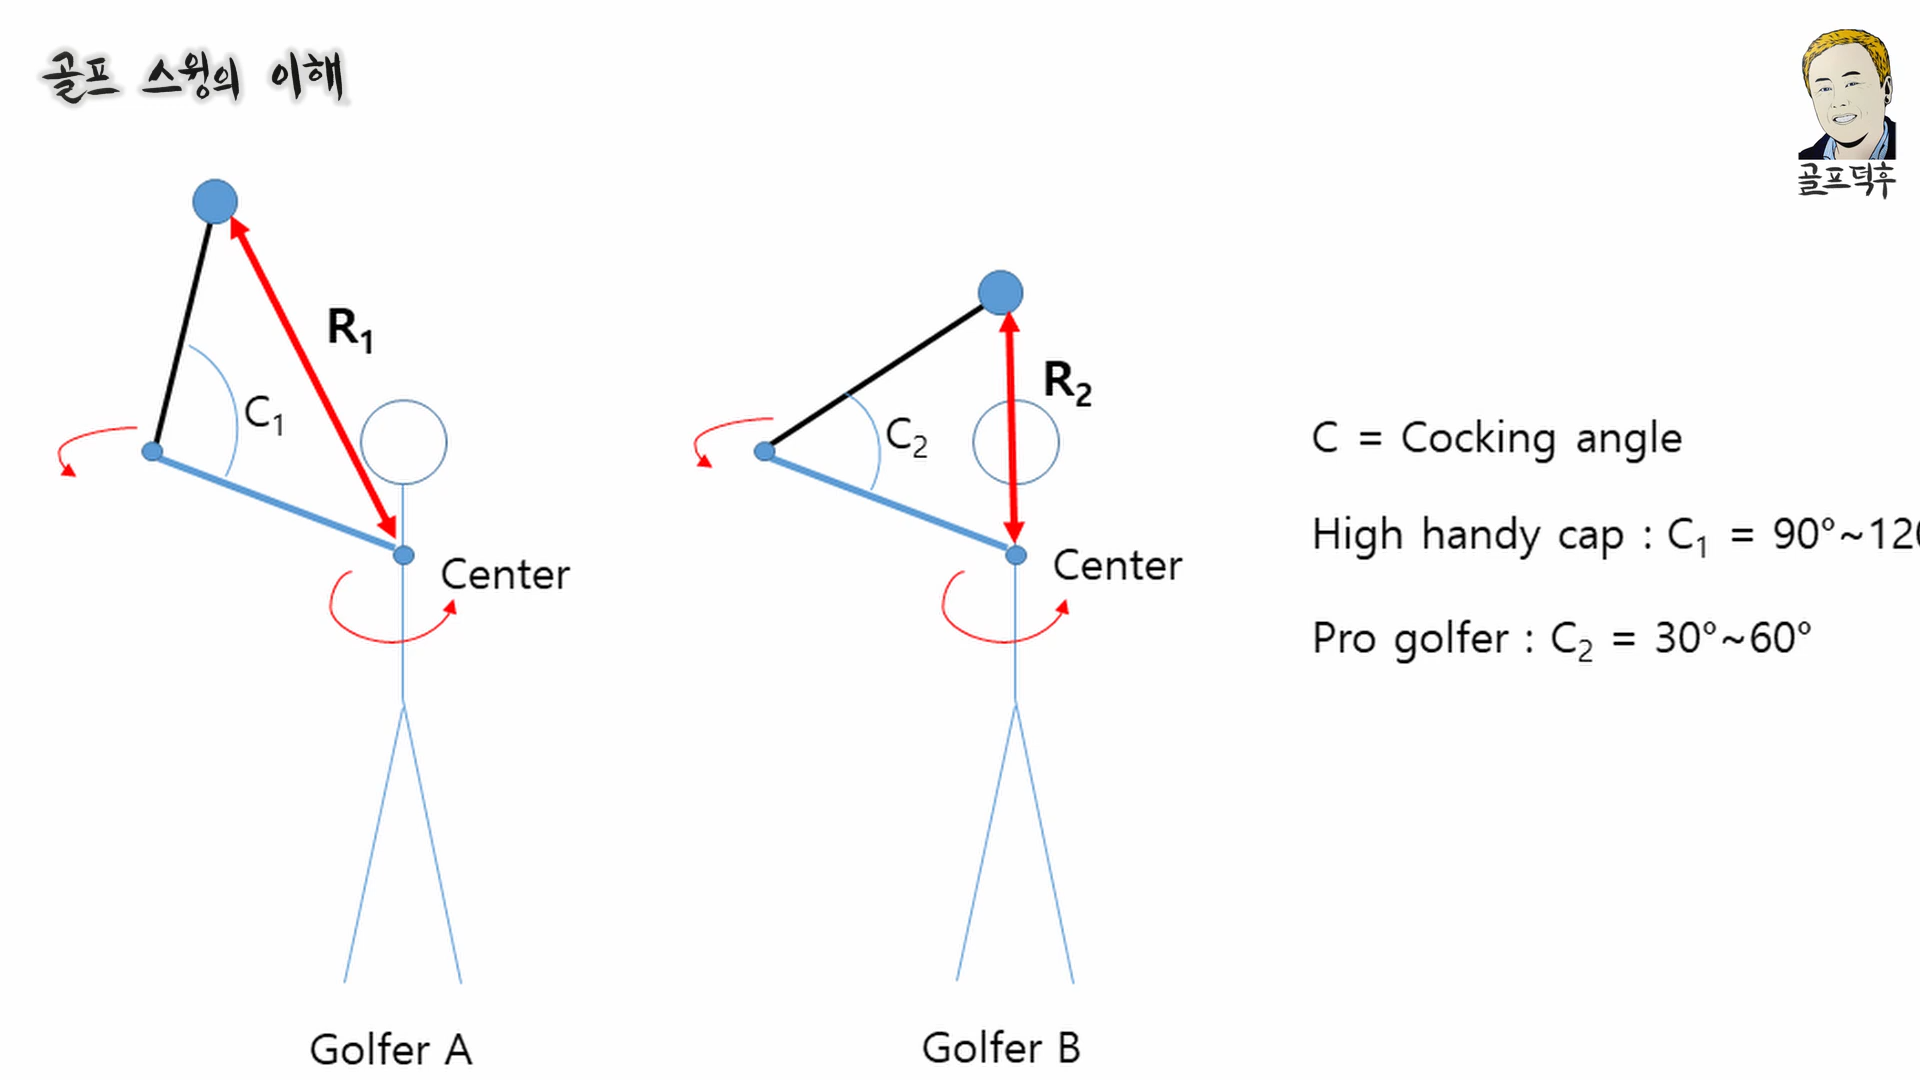 골프 스윙의 이해
골프덕후
R₁
C₁
Center
Golfer A
R₂
C₂
Center
Golfer B
C = Cocking angle
High handy cap : C₁ = 90°~120
Pro golfer : C₂ = 30°~60°